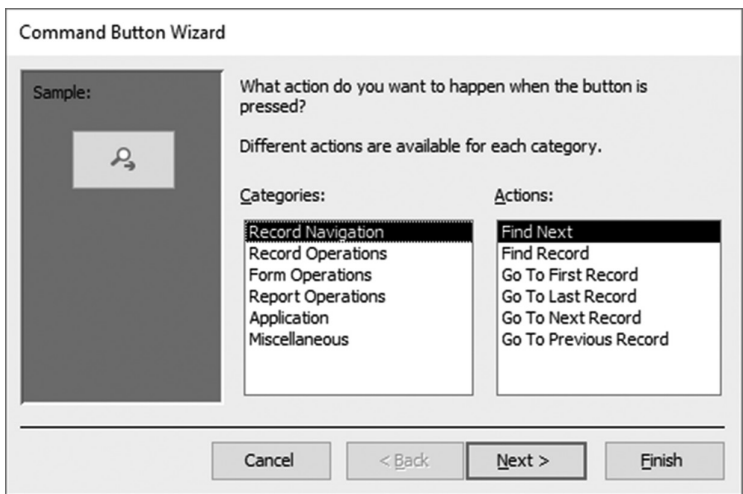 Command Button Wizard
Sample:
What action do you want to happen when the button is
pressed?
Different actions are available for each category.
Categories:
Record Navigation
Record Operations
Form Operations
Report Operations
Application
Miscellaneous
Actions:
Find Next
Find Record
Go To First Record
Go To Last Record
Go To Next Record
Go To Previous Record
Cancel
< Back
Next >
Finish